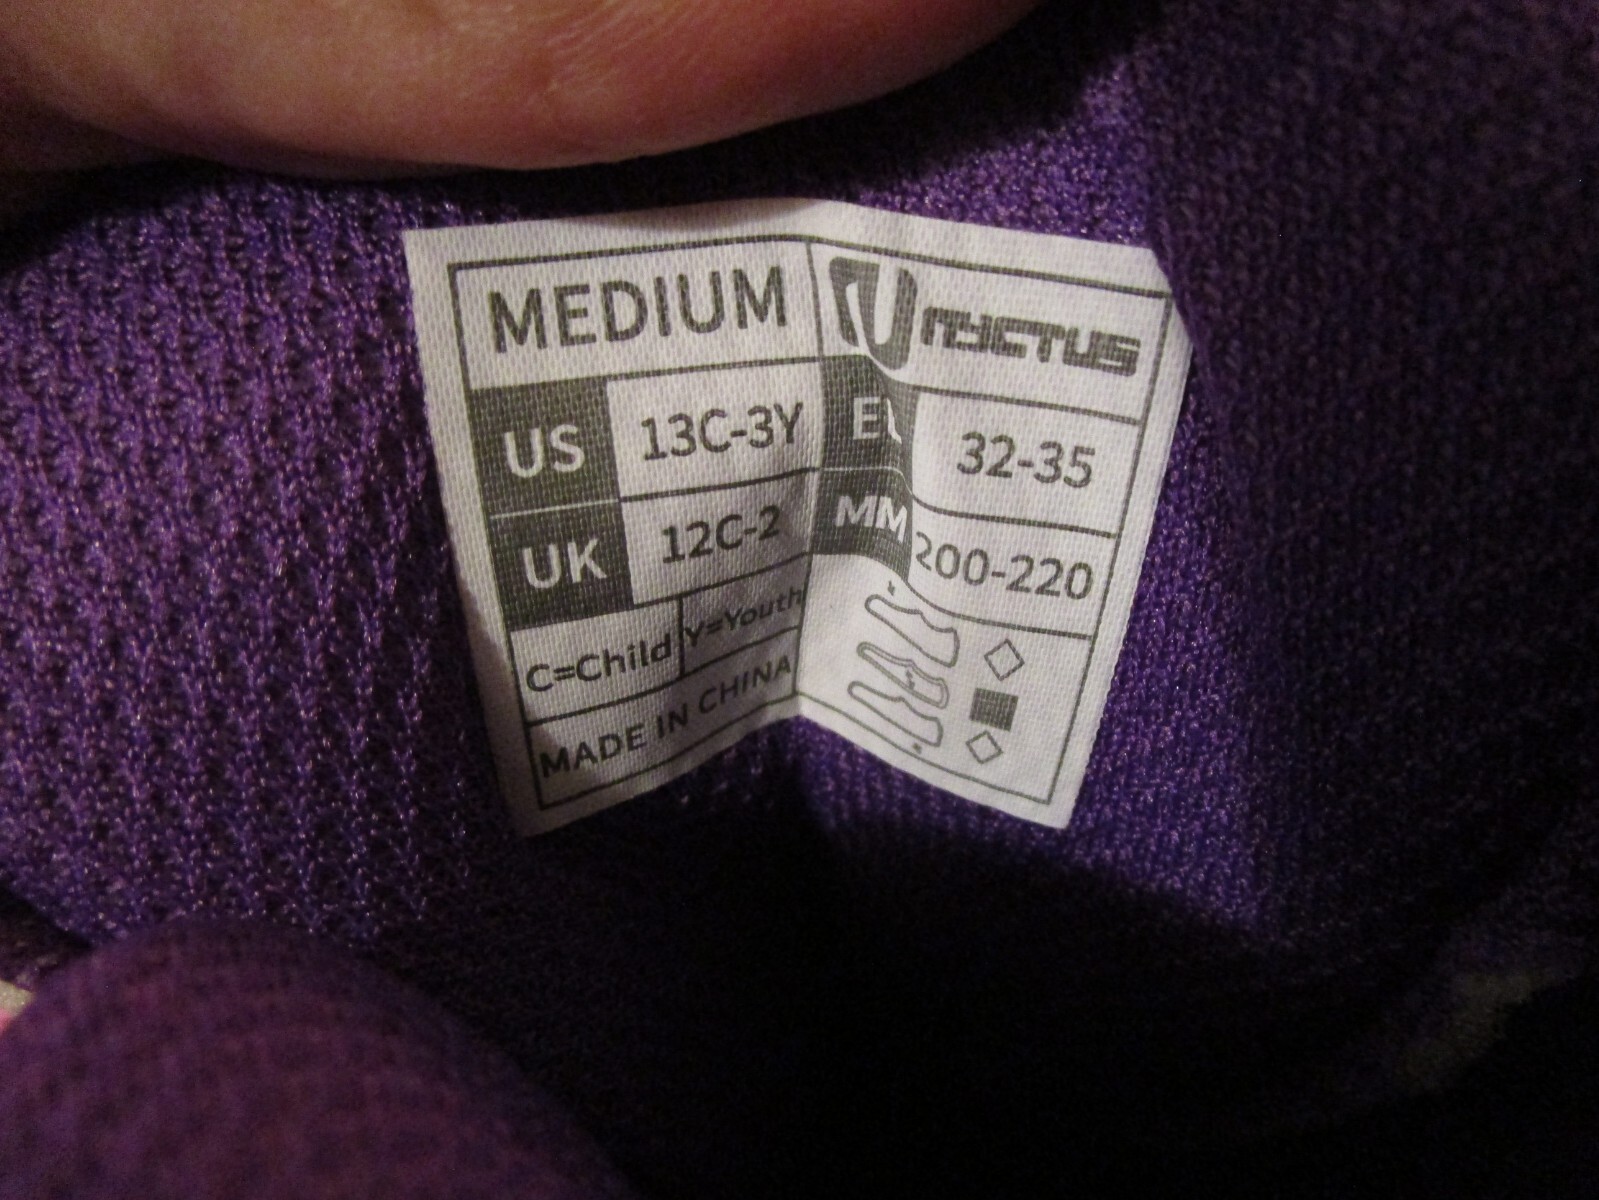 MEDIUM
US 13C-3Y
UK 12C-2
C=Child Y=Youth
MADE IN CHINA
32-35
MM 200-220